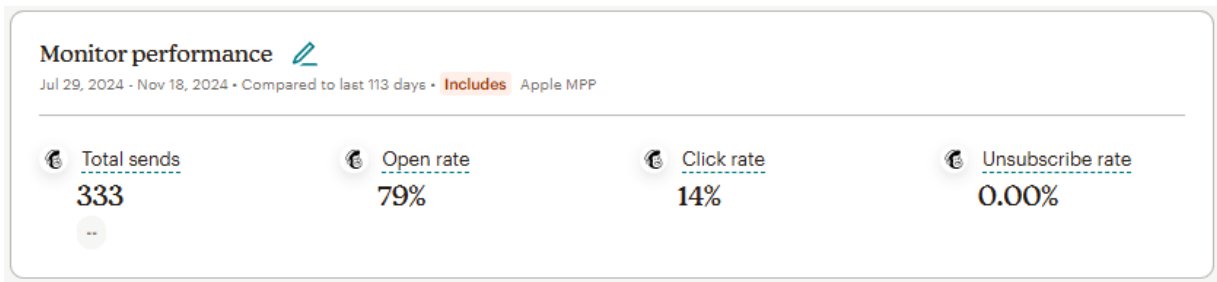 Monitor performance
Jul 29, 2024 - Nov 18, 2024 • Compared to last 113 days • Includes Apple MPP
Total sends Open rate Click rate Unsubscribe rate
333 79% 14% 0.00%
--